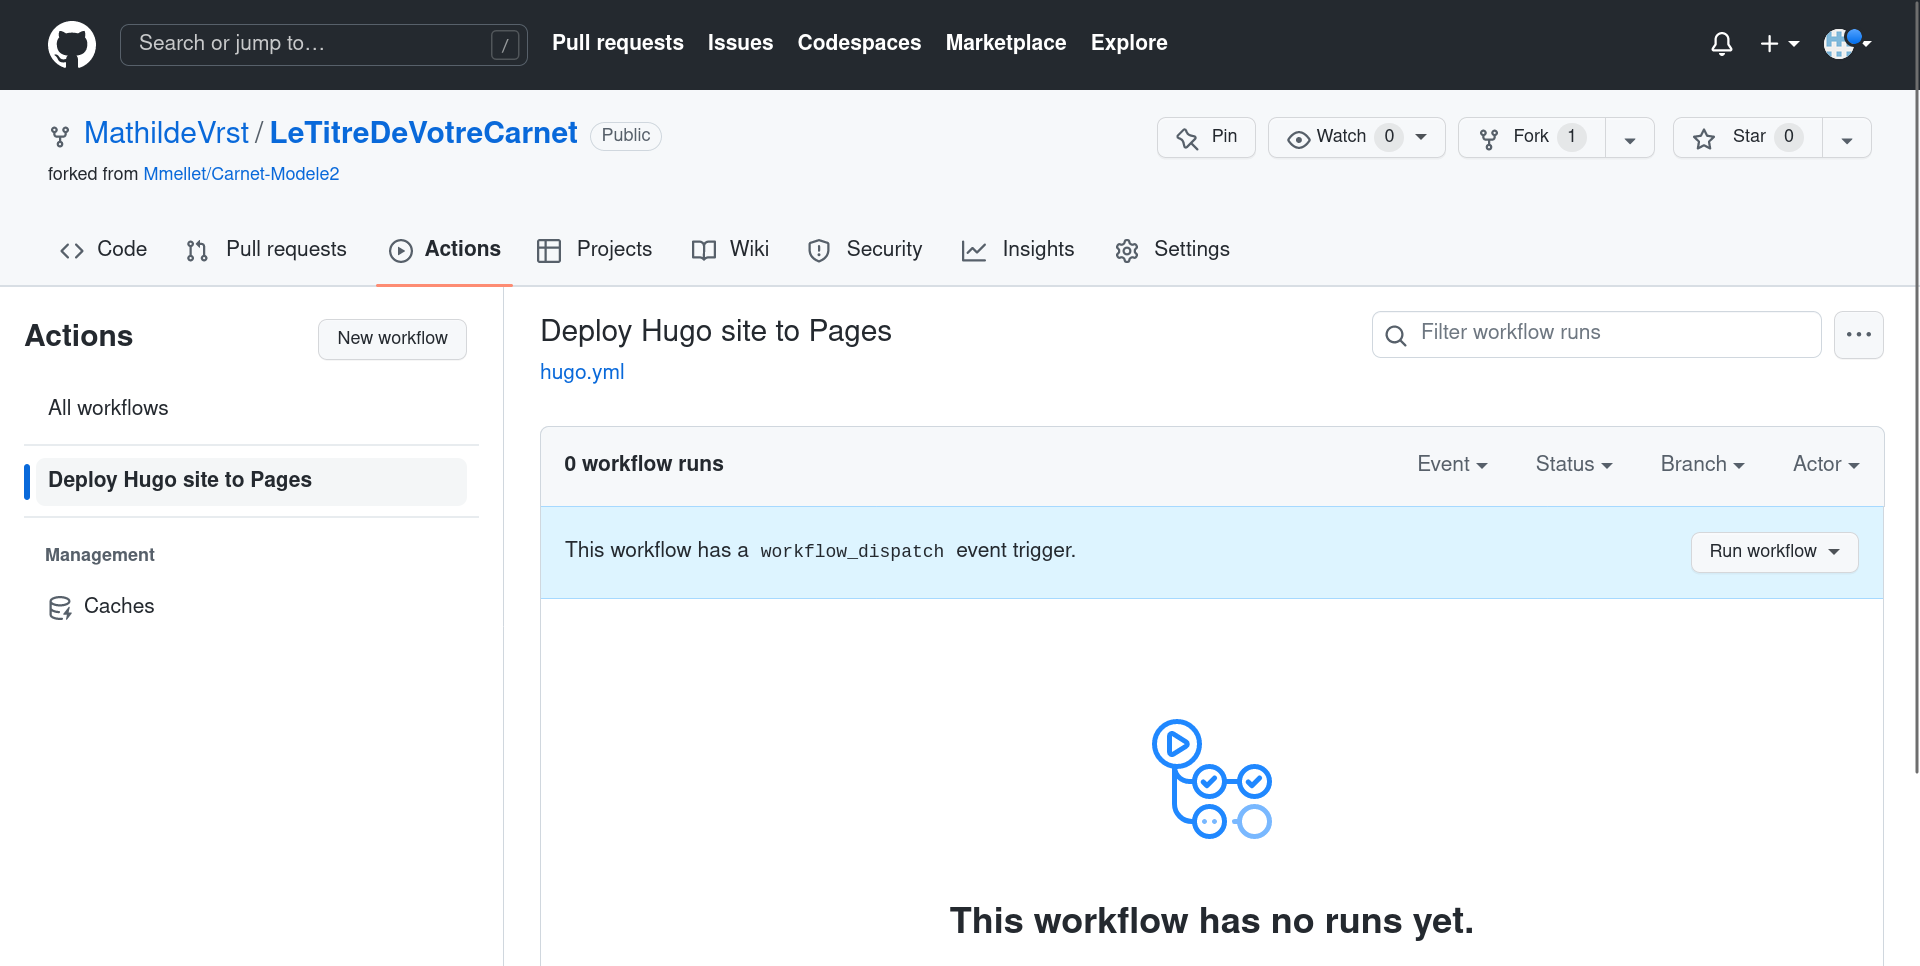 Search or jump to… /
Pull requests Issues Codespaces Marketplace Explore
MathildeVrst / LeTitreDeVotreCarnet Public
forked from Mmellet/Carnet-Modele2
Pin Watch 0 Fork 1 Star 0
Code Pull requests Actions Projects Wiki Security Insights Settings
Actions
New workflow
All workflows
Deploy Hugo site to Pages
Management
Caches
Deploy Hugo site to Pages
hugo.yml
Filter workflow runs
0 workflow runs
Event Status Branch Actor
This workflow has a workflow_dispatch event trigger.
Run workflow
This workflow has no runs yet.